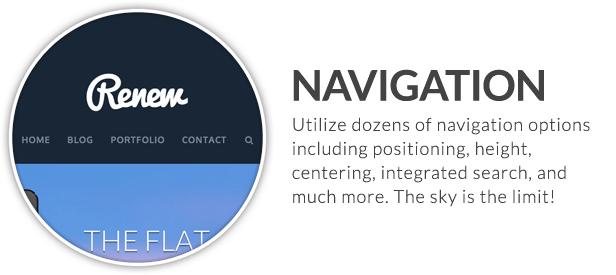 Renew
HOME BLOG PORTFOLIO CONTACT
THE FLAT
NAVIGATION
Utilize dozens of navigation options
including positioning, height,
centering, integrated search, and
much more. The sky is the limit!